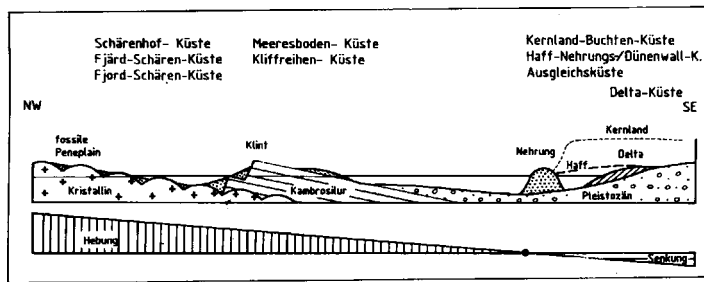 Schärenhof- Küste
Fjärd-Schären-Küste
Fjord-Schären-Küste
Meeresboden- Küste
Kliffreihen- Küste
Kernland-Buchten-Küste
Haff-Nehrungs-/Dünenwall-K.
Ausgleichsküste
Delta-Küste
NW
SE
fossile
Peneplain
Klint
Nehrung
Kernland
Haff
Delta
Kristallin
Kambrosilur
Pleistozän
Hebung
Senkung